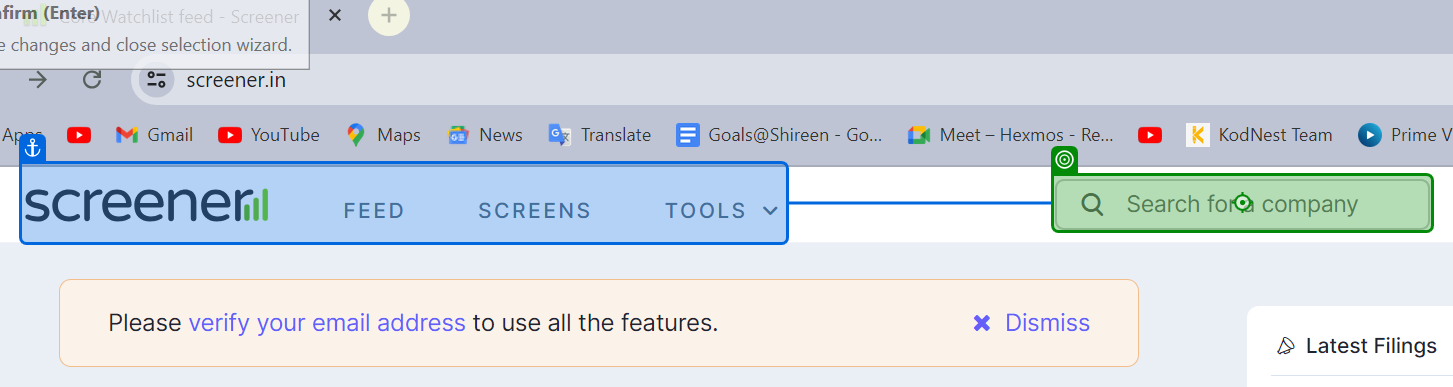 nfirm (Enter)
Core Watchlist feed - Screener
e changes and close selection wizard.
screener.in
Apps
Gmail
YouTube
Maps
News
Translate
Goals@Shireen - Go...
Meet – Hexmos - Re...
KodNest Team
Prime V
screener
FEED
SCREENS
TOOLS
Search for a company
Please verify your email address to use all the features.
Dismiss
Latest Filings